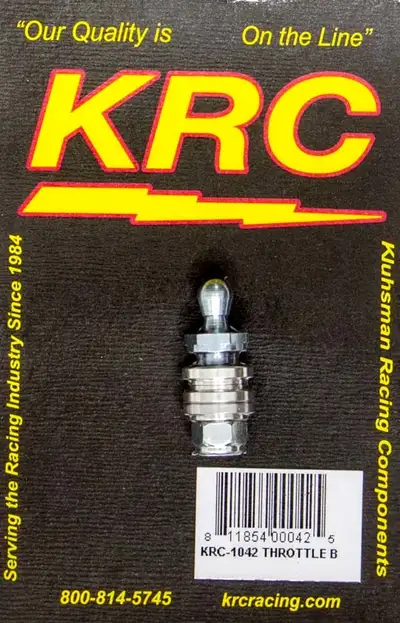 “Our Quality is On the Line”
KRC
Serving the Racing Industry Since 1984
Kluhsman Racing Components
8 11854 00042 5
KRC-1042 THROTTLE B
800-814-5745 krcracing.com